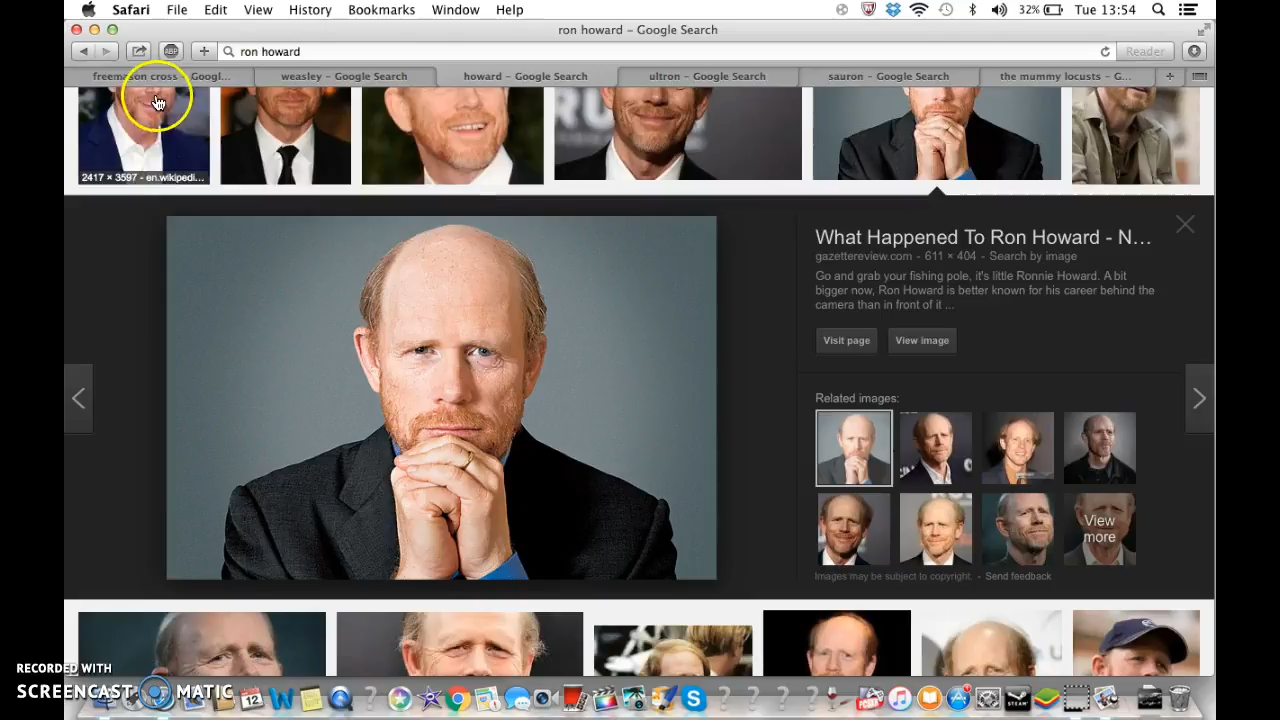 Safari File Edit View History Bookmarks Window Help 32% Tue 13:54
ron howard - Google Search
ABP + ron howard Reader
freemason cross - Googl... weasley - Google Search howard - Google Search ultron - Google Search sauron - Google Search the mummy locusts - G... +
2417 × 3597 - en.wikipedi...
What Happened To Ron Howard - N...
gazettereview.com - 611 × 404 - Search by image
Go and grab your fishing pole, it's little Ronnie Howard. A bit
bigger now, Ron Howard is better known for his career behind the
camera than in front of it ...
Visit page View image
Related images:
View
more
Images may be subject to copyright. - Send feedback
RECORDED WITH
SCREENCAST MATIC